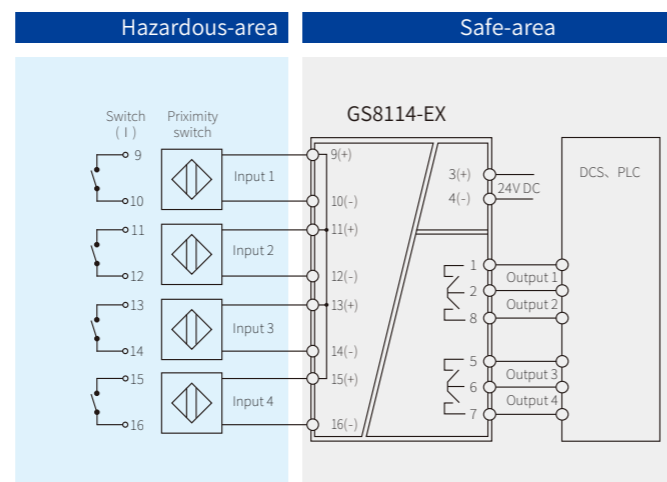 Hazardous-area
Safe-area
Switch
( I )
Priximity
switch
GS8114-EX
9
10
Input 1
9(+)
10(-)
11
12
Input 2
11(+)
12(-)
13
14
Input 3
13(+)
14(-)
15
16
Input 4
15(+)
16(-)
3(+)
4(-)
24V DC
1
2
8
Output 1
Output 2
5
6
7
Output 3
Output 4
DCS、PLC